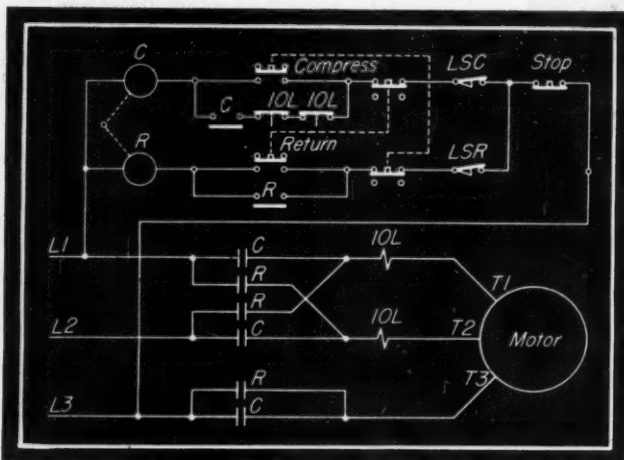 C
Compress
LSC
Stop
C
IOL
IOL
R
Return
LSR
R
L1
C
IOL
R
T1
L2
R
C
IOL
T2
Motor
R
T3
L3
C